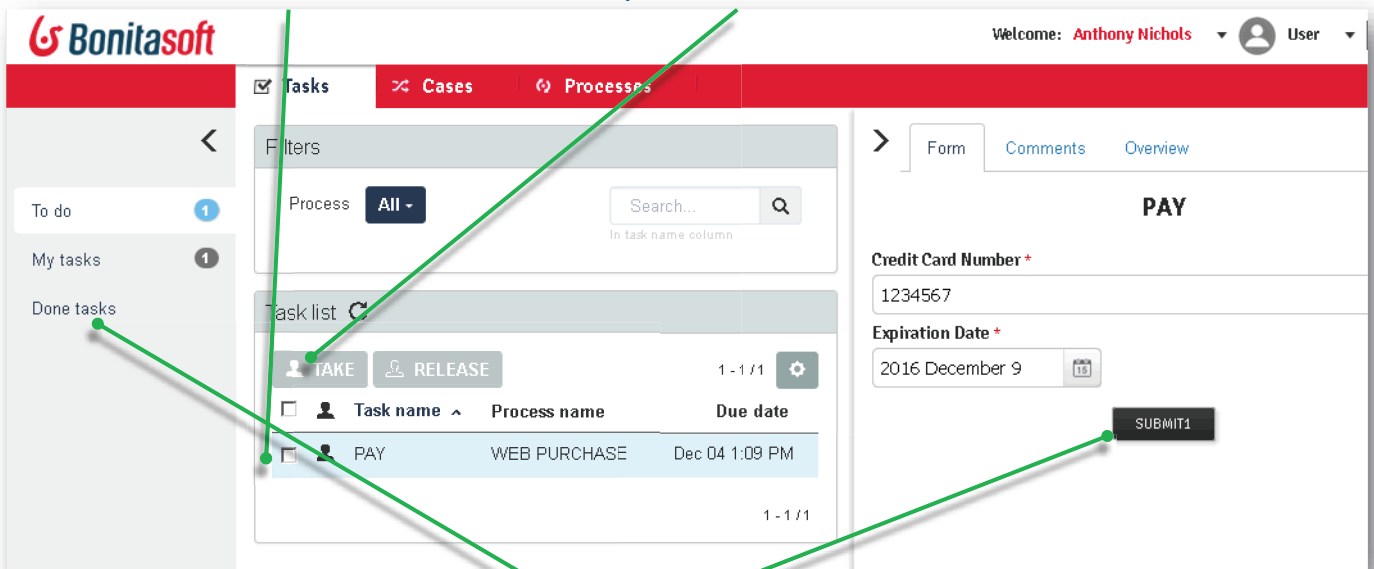 Bonitasoft
Welcome: Anthony Nichols User
Tasks Cases Processes
To do 1
My tasks 1
Done tasks
Filters
Process All
Search...
In task name column
Task list
TAKE RELEASE 1 - 1 / 1
Task name Process name Due date
PAY WEB PURCHASE Dec 04 1:09 PM
1 - 1 / 1
Form Comments Overview
PAY
Credit Card Number *
1234567
Expiration Date *
2016 December 9 15
SUBMIT1